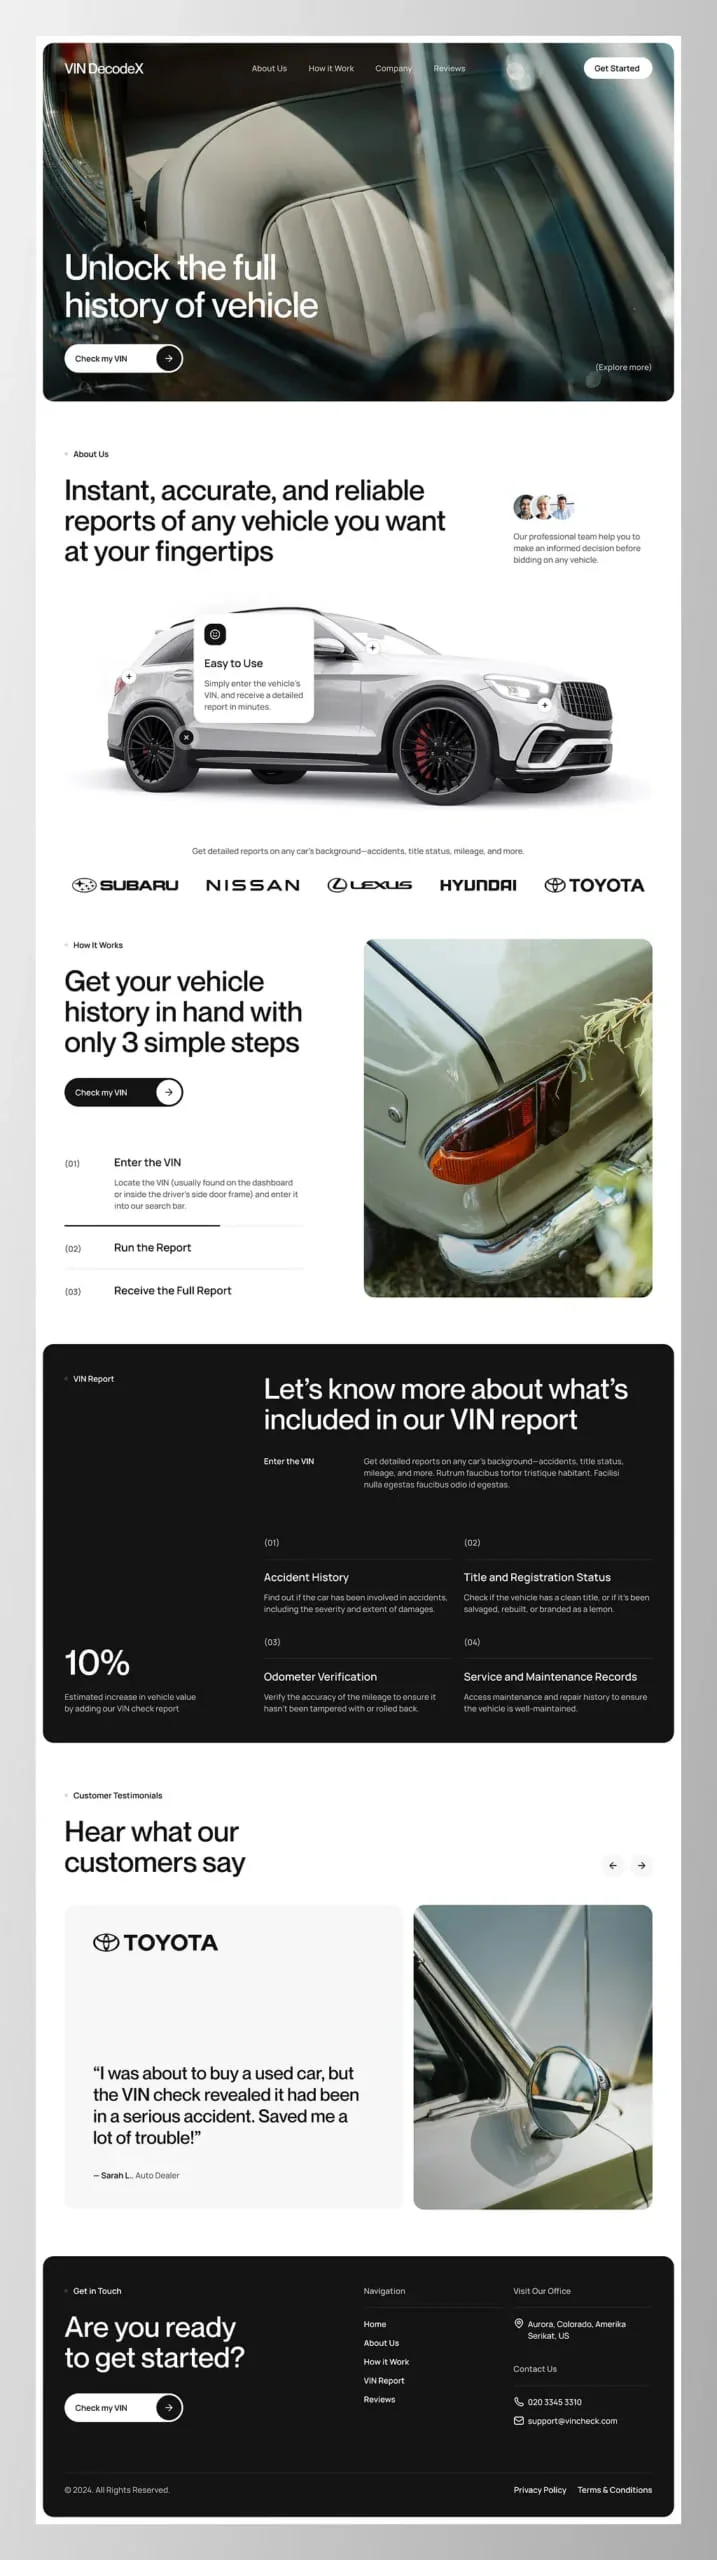 VIN DecodeX
About Us
How it Work
Company
Reviews
Get Started
Unlock the full
history of vehicle
Check my VIN
(Explore more)
About Us
Instant, accurate, and reliable
reports of any vehicle you want
at your fingertips
Our professional team help you to
make an informed decision before
bidding on any vehicle.
Easy to Use
Simply enter the vehicle's
VIN, and receive a detailed
report in minutes.
Get detailed reports on any car's background—accidents, title status, mileage, and more.
SUBARU
NISSAN
LEXUS
HYUNDAI
TOYOTA
How It Works
Get your vehicle
history in hand with
only 3 simple steps
Check my VIN
(01)
Enter the VIN
Locate the VIN (usually found on the dashboard
or inside the driver's side door frame) and enter it
into our search bar.
(02)
Run the Report
(03)
Receive the Full Report
VIN Report
Let's know more about what's
included in our VIN report
Enter the VIN
Get detailed reports on any car's background—accidents, title status,
mileage, and more. Rutrum faucibus tortor tristique habitant. Facilisi
nulla egestas faucibus odio id egestas.
(01)
Accident History
Find out if the car has been involved in accidents,
including the severity and extent of damages.
(02)
Title and Registration Status
Check if the vehicle has a clean title, or if it's been
salvaged, rebuilt, or branded as a lemon.
(03)
Odometer Verification
Verify the accuracy of the mileage to ensure it
hasn't been tampered with or rolled back.
(04)
Service and Maintenance Records
Access maintenance and repair history to ensure
the vehicle is well-maintained.
10%
Estimated increase in vehicle value
by adding our VIN check report
Customer Testimonials
Hear what our
customers say
TOYOTA
“I was about to buy a used car, but
the VIN check revealed it had been
in a serious accident. Saved me a
lot of trouble!”
— Sarah L., Auto Dealer
Get in Touch
Are you ready
to get started?
Check my VIN
Navigation
Home
About Us
How it Work
VIN Report
Reviews
Visit Our Office
Aurora, Colorado, Amerika
Serikat, US
Contact Us
020 3345 3310
support@vincheck.com
© 2024. All Rights Reserved.
Privacy Policy
Terms & Conditions